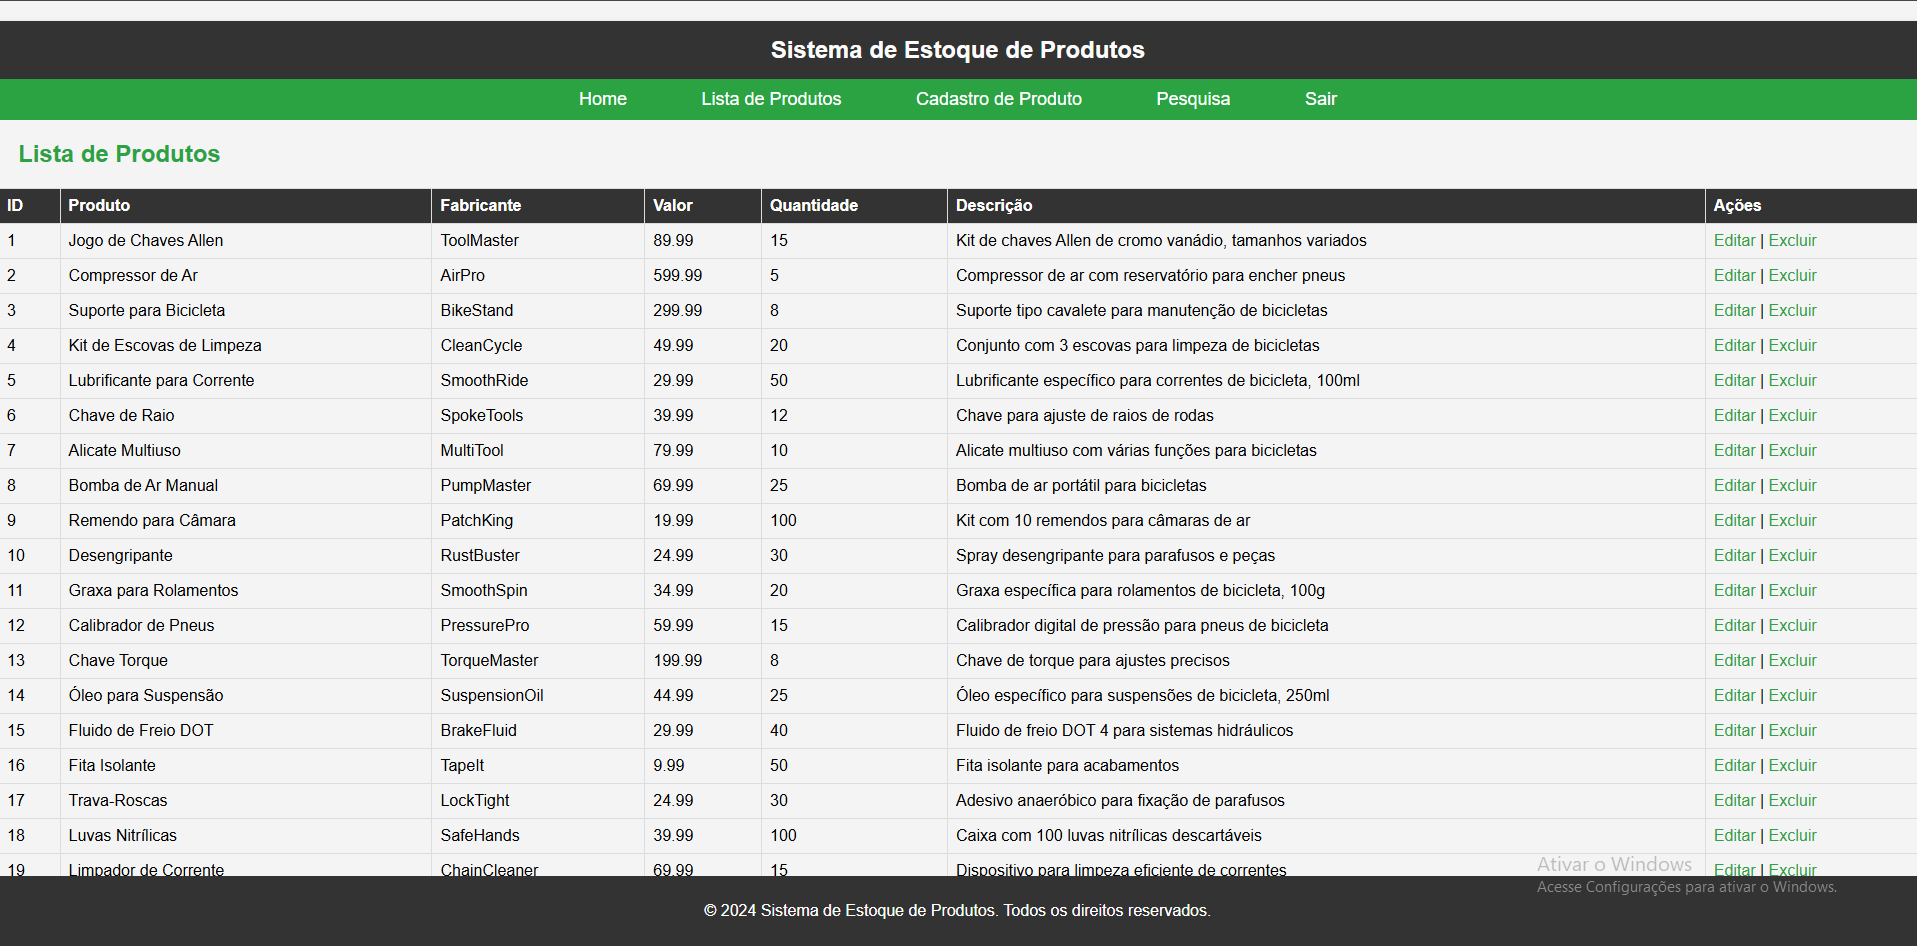 Sistema de Estoque de Produtos
Home Lista de Produtos Cadastro de Produto Pesquisa Sair
Lista de Produtos
ID Produto Fabricante Valor Quantidade Descrição Ações
1 Jogo de Chaves Allen ToolMaster 89.99 15 Kit de chaves Allen de cromo vanádio, tamanhos variados Editar | Excluir
2 Compressor de Ar AirPro 599.99 5 Compressor de ar com reservatório para encher pneus Editar | Excluir
3 Suporte para Bicicleta BikeStand 299.99 8 Suporte tipo cavalete para manutenção de bicicletas Editar | Excluir
4 Kit de Escovas de Limpeza CleanCycle 49.99 20 Conjunto com 3 escovas para limpeza de bicicletas Editar | Excluir
5 Lubrificante para Corrente SmoothRide 29.99 50 Lubrificante específico para correntes de bicicleta, 100ml Editar | Excluir
6 Chave de Raio SpokeTools 39.99 12 Chave para ajuste de raios de rodas Editar | Excluir
7 Alicate Multiuso MultiTool 79.99 10 Alicate multiuso com várias funções para bicicletas Editar | Excluir
8 Bomba de Ar Manual PumpMaster 69.99 25 Bomba de ar portátil para bicicletas Editar | Excluir
9 Remendo para Câmara PatchKing 19.99 100 Kit com 10 remendos para câmaras de ar Editar | Excluir
10 Desengripante RustBuster 24.99 30 Spray desengripante para parafusos e peças Editar | Excluir
11 Graxa para Rolamentos SmoothSpin 34.99 20 Graxa específica para rolamentos de bicicleta, 100g Editar | Excluir
12 Calibrador de Pneus PressurePro 59.99 15 Calibrador digital de pressão para pneus de bicicleta Editar | Excluir
13 Chave Torque TorqueMaster 199.99 8 Chave de torque para ajustes precisos Editar | Excluir
14 Óleo para Suspensão SuspensionOil 44.99 25 Óleo específico para suspensões de bicicleta, 250ml Editar | Excluir
15 Fluido de Freio DOT BrakeFluid 29.99 40 Fluido de freio DOT 4 para sistemas hidráulicos Editar | Excluir
16 Fita Isolante TapeIt 9.99 50 Fita isolante para acabamentos Editar | Excluir
17 Trava-Roscas LockTight 24.99 30 Adesivo anaeróbico para fixação de parafusos Editar | Excluir
18 Luvas Nitrílicas SafeHands 39.99 100 Caixa com 100 luvas nitrílicas descartáveis Editar | Excluir
19 Limpador de Corrente ChainCleaner 69.99 15 Dispositivo para limpeza eficiente de correntes Editar | Excluir
Ativar o Windows
Acesse Configurações para ativar o Windows.
© 2024 Sistema de Estoque de Produtos. Todos os direitos reservados.